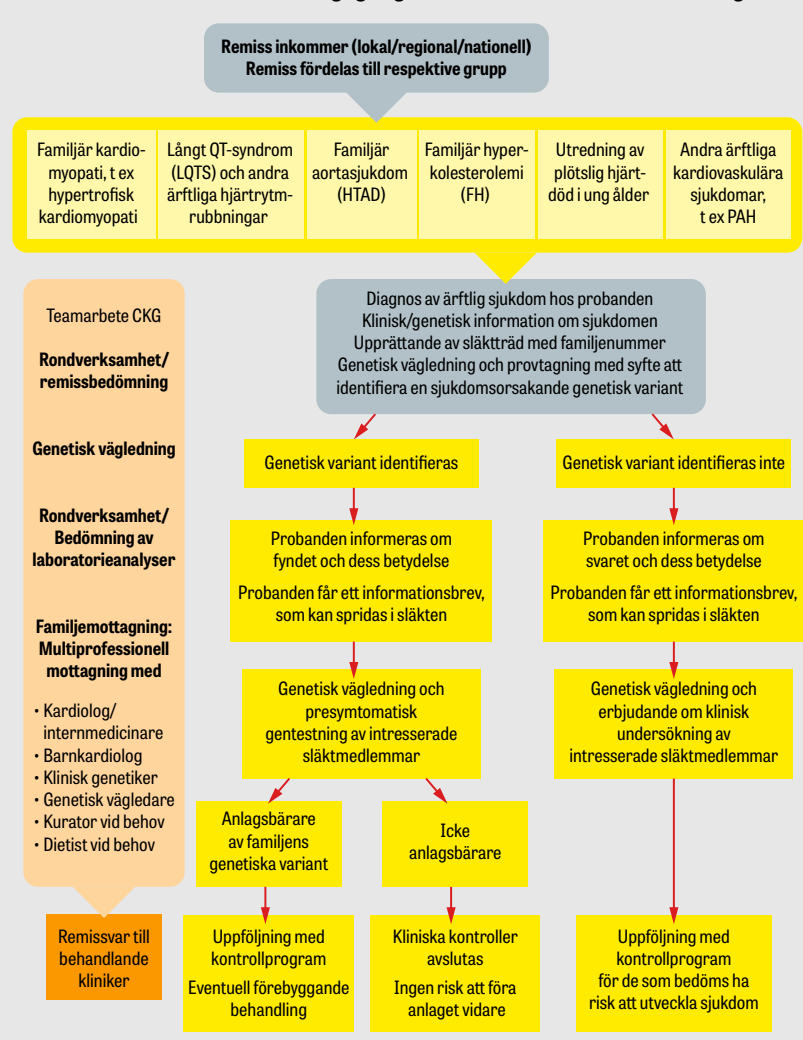 Remiss inkommer (lokal/regional/nationell)
Remiss fördelas till respektive grupp
Familjär kardio-
myopati, t ex
hypertrofisk
kardiomyopati
Långt QT-syndrom
(LQTS) och andra
ärftliga hjärtrytm-
rubbningar
Familjär
aortasjukdom
(HTAD)
Familjär hyper-
kolesterolemi
(FH)
Utredning av
plötslig hjärt-
död i ung ålder
Andra ärftliga
kardiovaskulära
sjukdomar,
t ex PAH
Teamarbete CKG
Rondverksamhet/
remissbedömning
Genetisk vägledning
Rondverksamhet/
Bedömning av
laboratorieanalyser
Familjemottagning:
Multiprofessionell
mottagning med
• Kardiolog/
internmedicinare
• Barnkardiolog
• Klinisk genetiker
• Genetisk vägledare
• Kurator vid behov
• Dietist vid behov
Remissvar till
behandlande
kliniker
Diagnos av ärftlig sjukdom hos probanden
Klinisk/genetisk information om sjukdomen
Upprättande av släktträd med familjenummer
Genetisk vägledning och provtagning med syfte att
identifiera en sjukdomsorsakande genetisk variant
Genetisk variant identifieras
Probanden informeras om
fyndet och dess betydelse
Probanden får ett informationsbrev,
som kan spridas i släkten
Genetisk vägledning och
presymtomatisk
gentestning av intresserade
släktmedlemmar
Anlagsbärare
av familjens
genetiska variant
Uppföljning med
kontrollprogram
Eventuell förebyggande
behandling
Icke
anlagsbärare
Kliniska kontroller
avslutas
Ingen risk att föra
anlaget vidare
Genetisk variant identifieras inte
Probanden informeras om
svaret och dess betydelse
Probanden får ett informationsbrev,
som kan spridas i släkten
Genetisk vägledning och
erbjudande om klinisk
undersökning av
intresserade släktmedlemmar
Uppföljning med
kontrollprogram
för de som bedöms ha
risk att utveckla sjukdom